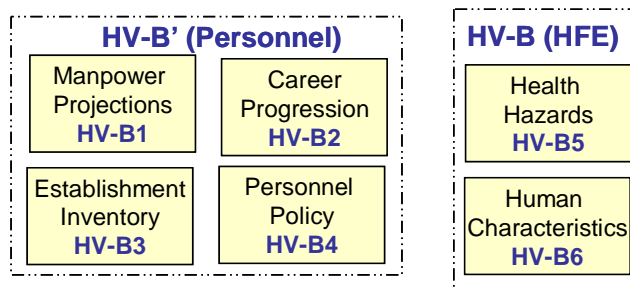 HV-B’ (Personnel)
Manpower
Projections
HV-B1
Career
Progression
HV-B2
Establishment
Inventory
HV-B3
Personnel
Policy
HV-B4
HV-B (HFE)
Health
Hazards
HV-B5
Human
Characteristics
HV-B6